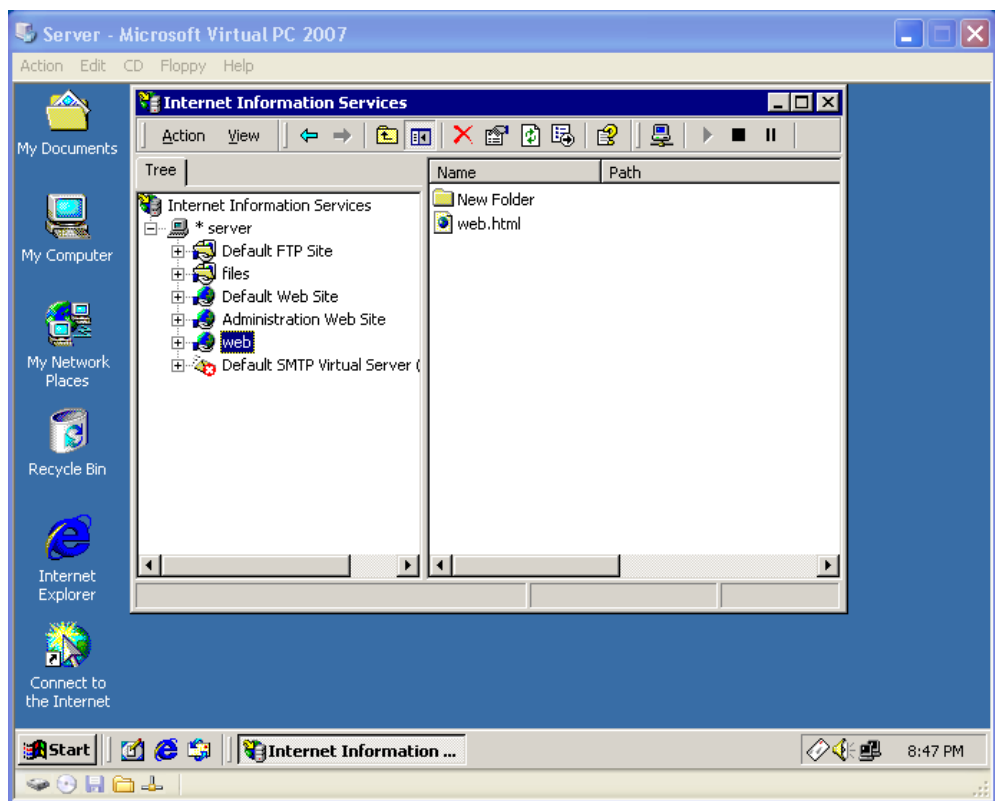 Server - Microsoft Virtual PC 2007
Action Edit CD Floppy Help
My Documents
My Computer
My Network
Places
Recycle Bin
Internet
Explorer
Connect to
the Internet
Internet Information Services
Action View
Tree
Internet Information Services
* server
Default FTP Site
files
Default Web Site
Administration Web Site
web
Default SMTP Virtual Server (
Name Path
New Folder
web.html
Start
Internet Information ...
8:47 PM